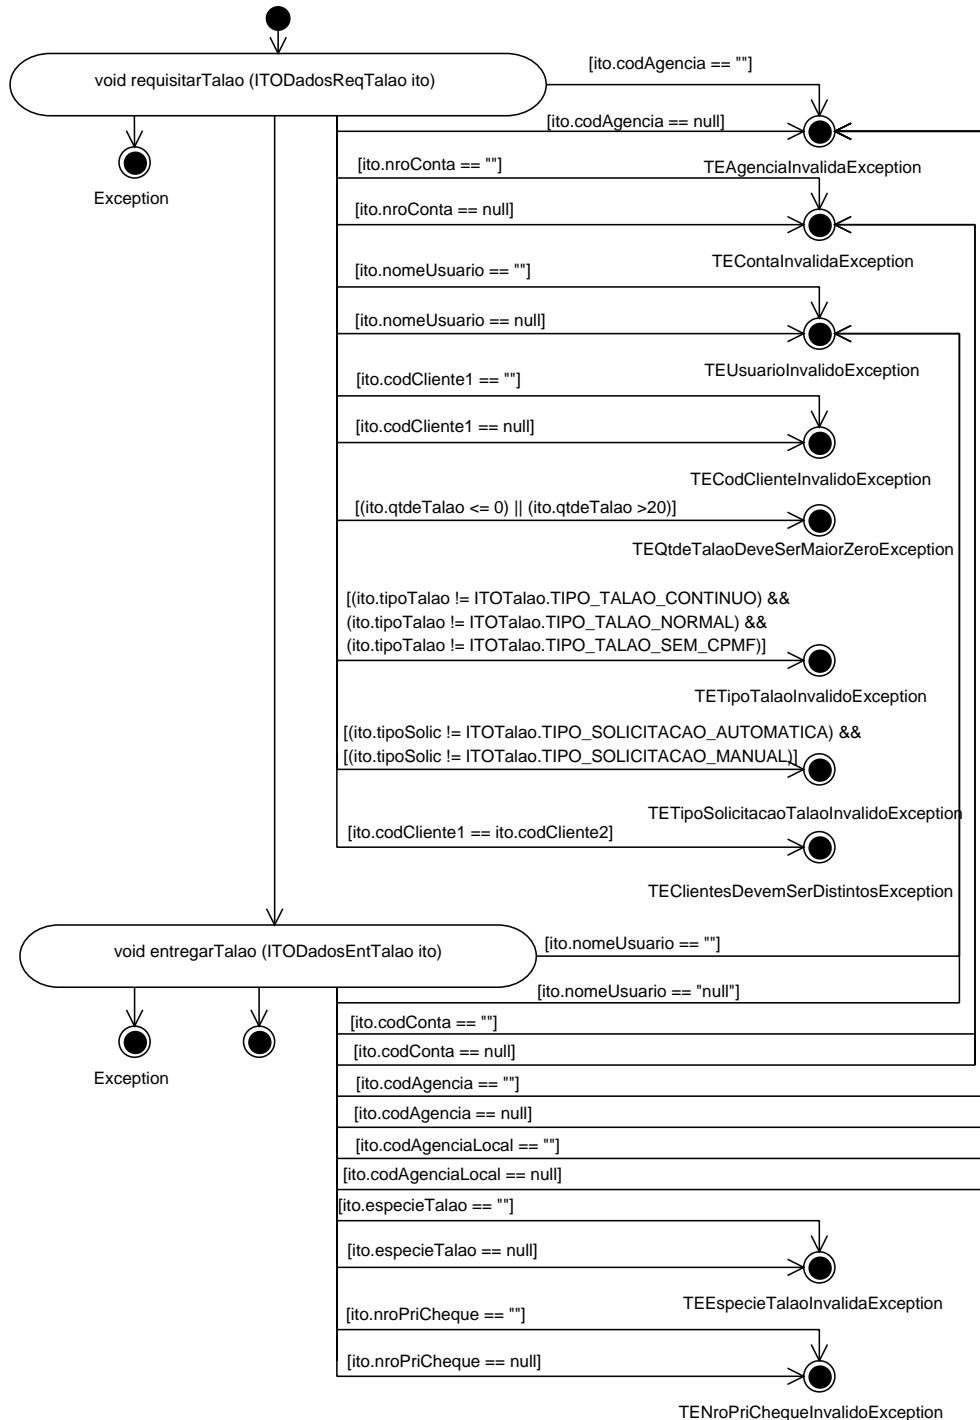 void requisitarTalao (ITODadosReqTalao ito)
[ito.codAgencia == ""]
[ito.codAgencia == null]
TEAgenciaInvalidaException
Exception
[ito.nroConta == ""]
[ito.nroConta == null]
TEContaInvalidaException
[ito.nomeUsuario == ""]
[ito.nomeUsuario == null]
TEUsuarioInvalidoException
[ito.codCliente1 == ""]
[ito.codCliente1 == null]
TECodClienteInvalidoException
[(ito.qtdeTalao <= 0) || (ito.qtdeTalao >20)]
TEQtdeTalaoDeveSerMaiorZeroException
[(ito.tipoTalao != ITOTalao.TIPO_TALAO_CONTINUO) &&
(ito.tipoTalao != ITOTalao.TIPO_TALAO_NORMAL) &&
(ito.tipoTalao != ITOTalao.TIPO_TALAO_SEM_CPMF)]
TETipoTalaoInvalidoException
[(ito.tipoSolic != ITOTalao.TIPO_SOLICITACAO_AUTOMATICA) &&
[(ito.tipoSolic != ITOTalao.TIPO_SOLICITACAO_MANUAL)]
TETipoSolicitacaoTalaoInvalidoException
[ito.codCliente1 == ito.codCliente2]
TEClientesDevemSerDistintosException
void entregarTalao (ITODadosEntTalao ito)
[ito.nomeUsuario == ""]
[ito.nomeUsuario == "null"]
Exception
[ito.codConta == ""]
[ito.codConta == null]
[ito.codAgencia == ""]
[ito.codAgencia == null]
[ito.codAgenciaLocal == ""]
[ito.codAgenciaLocal == null]
[ito.especieTalao == ""]
[ito.especieTalao == null]
TEEspecieTalaoInvalidaException
[ito.nroPriCheque == ""]
[ito.nroPriCheque == null]
TENroPriChequeInvalidoException